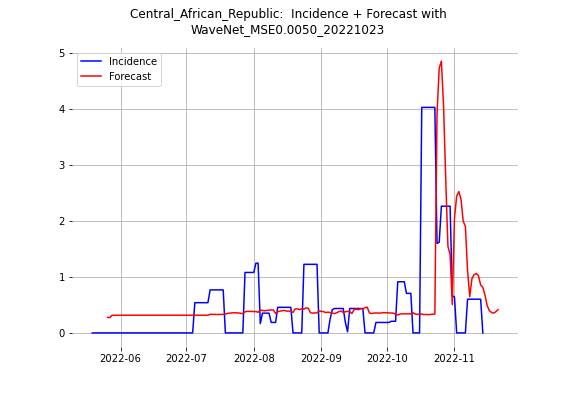 Central_African_Republic:  Incidence + Forecast with
WaveNet_MSE0.0050_20221023
Incidence
Forecast
5
4
3
2
1
0
2022-06 2022-07 2022-08 2022-09 2022-10 2022-11